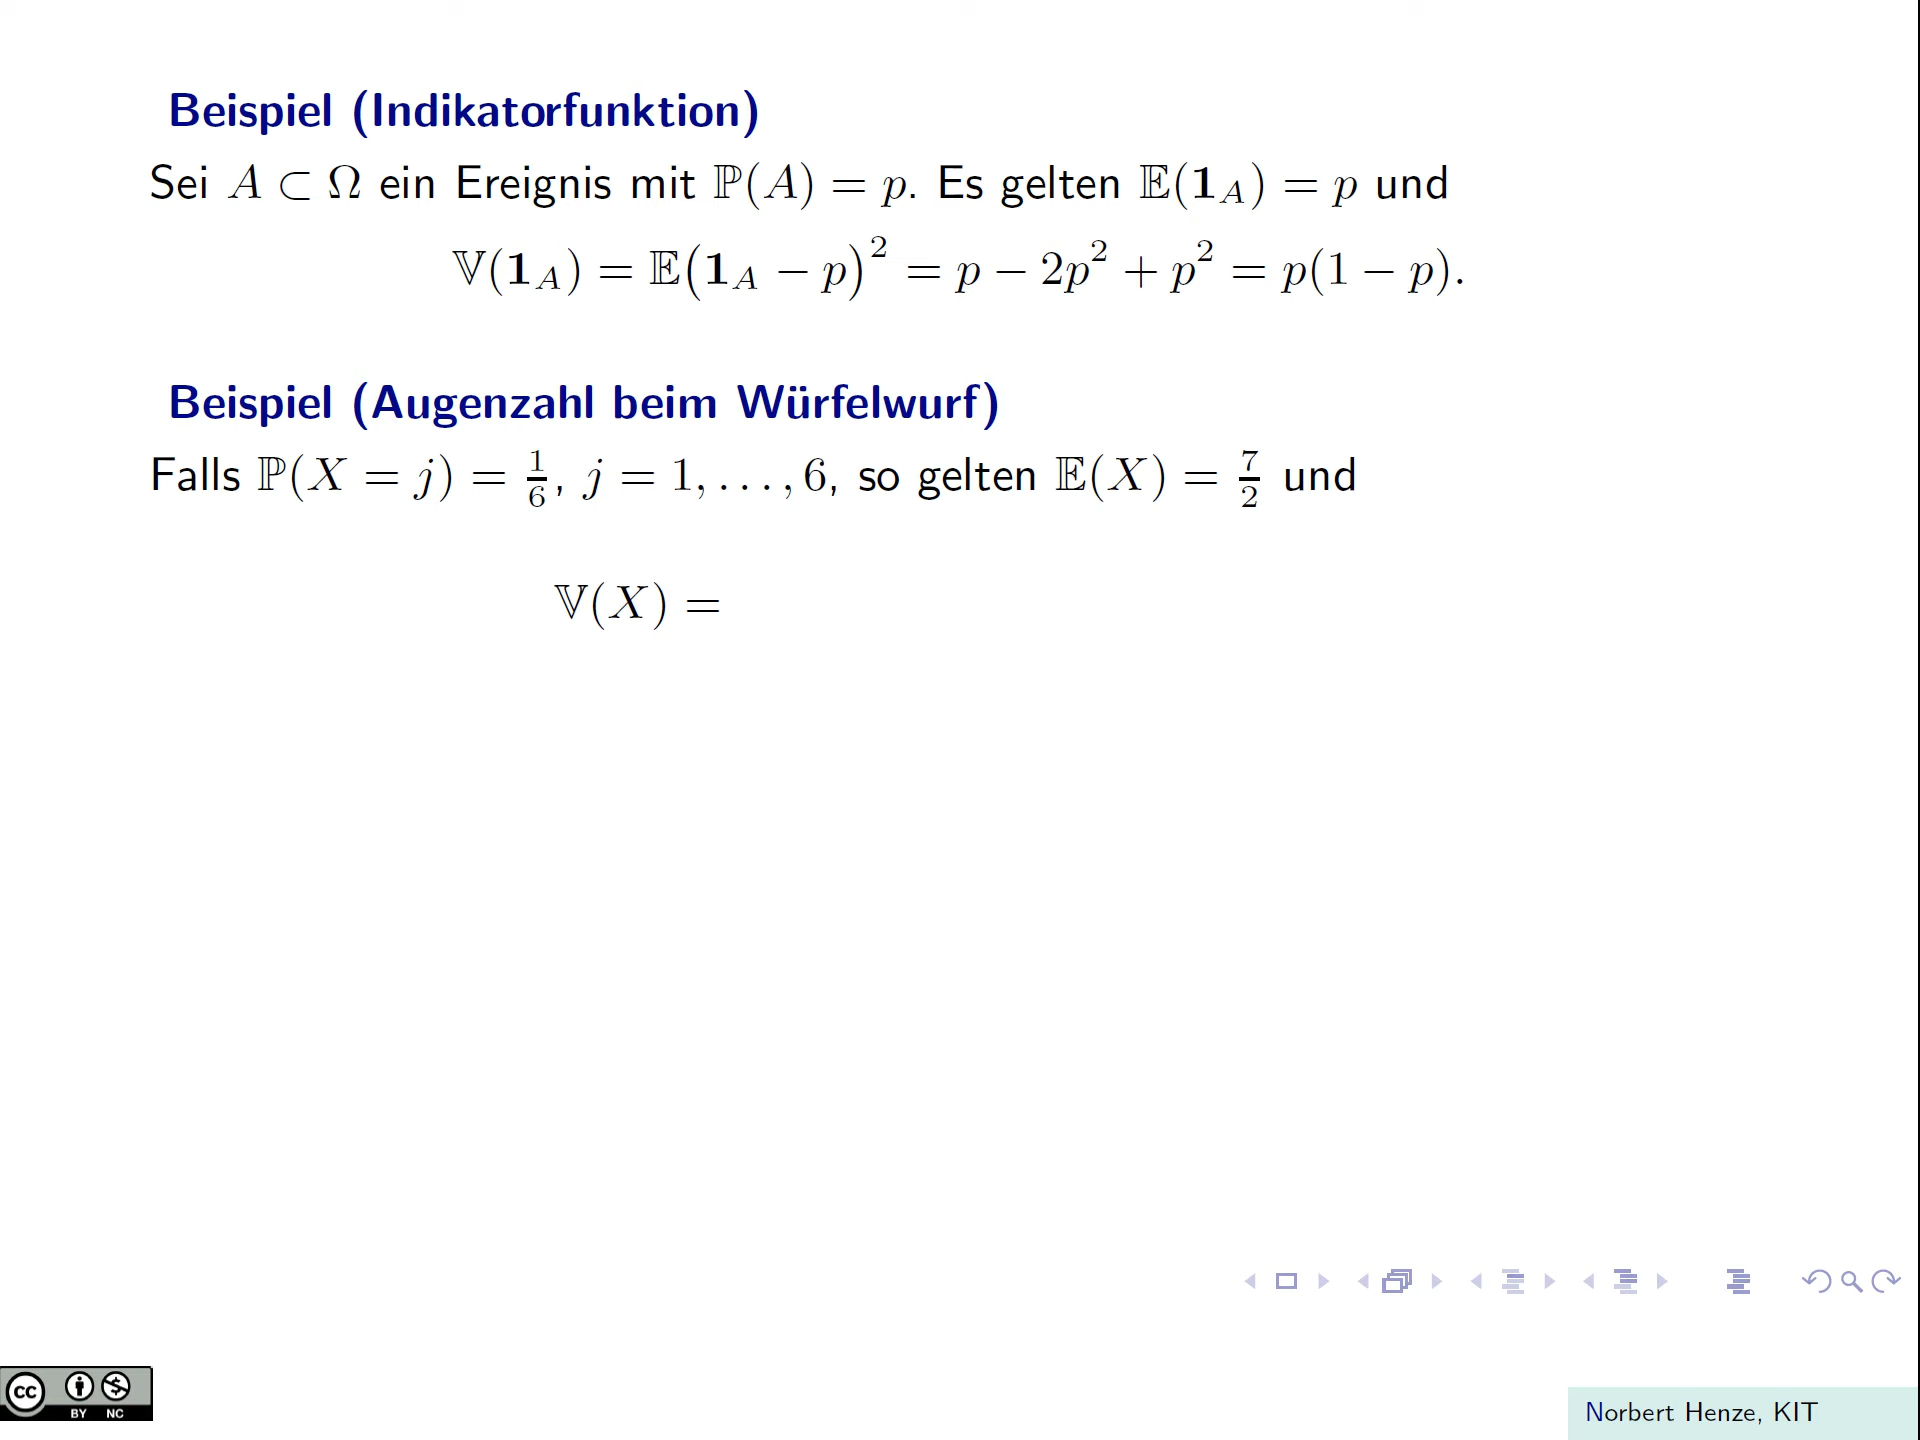 Beispiel (Indikatorfunktion)
Sei A ⊂ Ω ein Ereignis mit ℙ(A) = p. Es gelten 𝔼(𝟏_A) = p und
𝕍(𝟏_A) = 𝔼(𝟏_A − p)² = p − 2p² + p² = p(1 − p).
Beispiel (Augenzahl beim Würfelwurf)
Falls ℙ(X = j) = 1/6, j = 1, . . . , 6, so gelten 𝔼(X) = 7/2 und
𝕍(X) =
cc BY NC
Norbert Henze, KIT